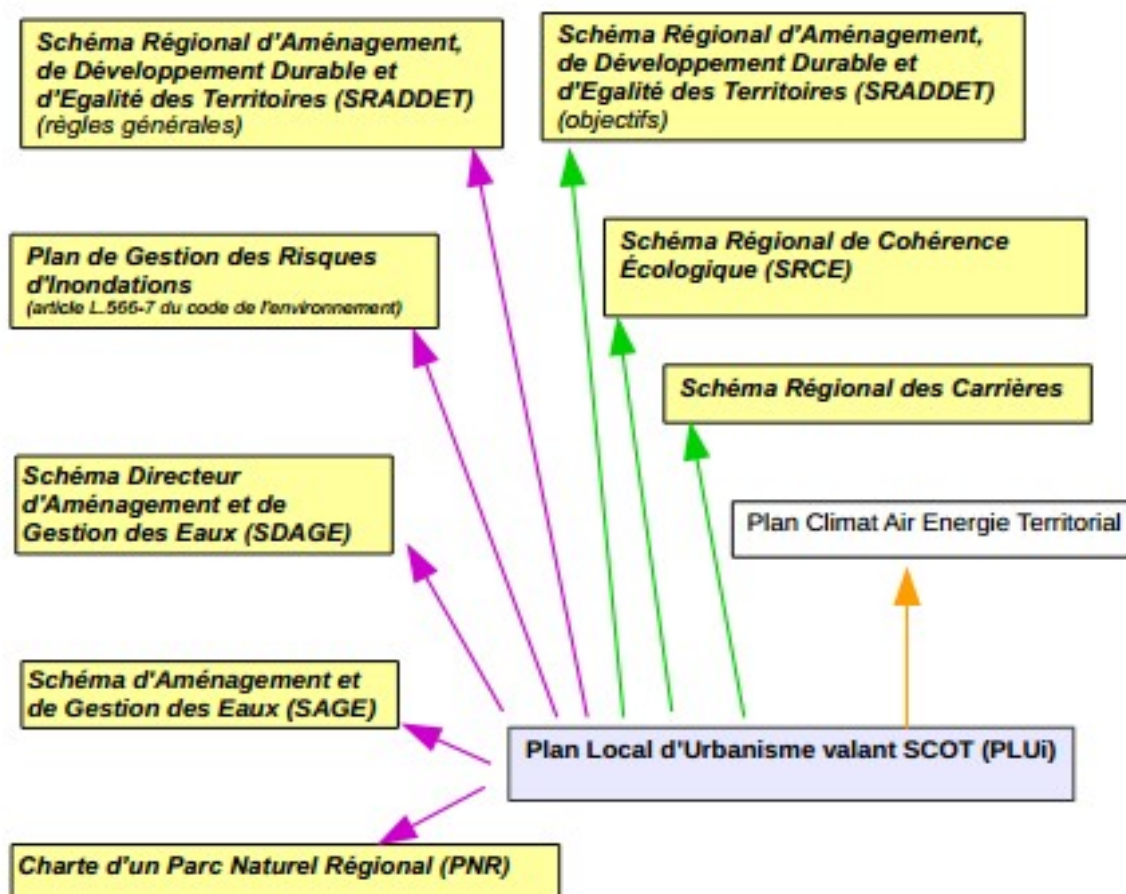 Schéma Régional d'Aménagement,
de Développement Durable et
d'Egalité des Territoires (SRADDET)
(règles générales)
Schéma Régional d'Aménagement,
de Développement Durable et
d'Egalité des Territoires (SRADDET)
(objectifs)
Plan de Gestion des Risques
d'Inondations
(article L.566-7 du code de l'environnement)
Schéma Régional de Cohérence
Écologique (SRCE)
Schéma Régional des Carrières
Schéma Directeur
d'Aménagement et de
Gestion des Eaux (SDAGE)
Plan Climat Air Energie Territorial
Schéma d'Aménagement et
de Gestion des Eaux (SAGE)
Plan Local d'Urbanisme valant SCOT (PLUi)
Charte d'un Parc Naturel Régional (PNR)